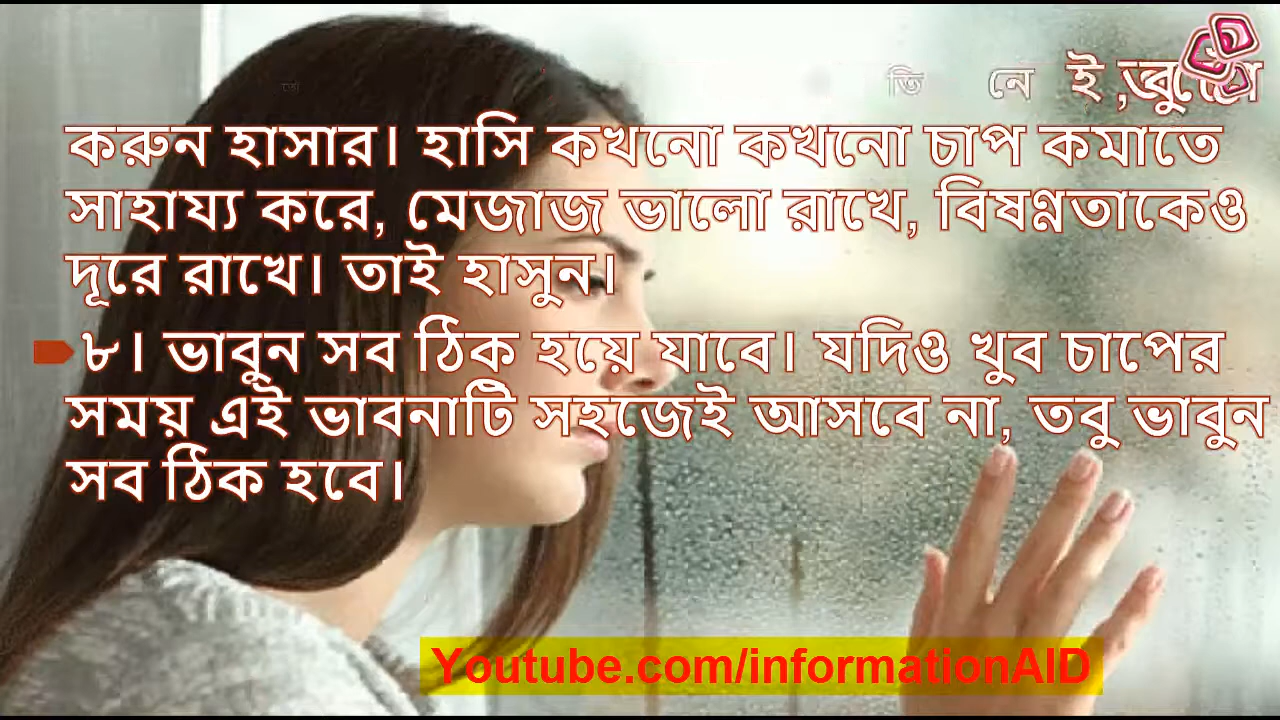 করুন হাসার। হাসি কখনো কখনো চাপ কমাতে
সাহায্য করে, মেজাজ ভালো রাখে, বিষণ্নতাকেও
দূরে রাখে। তাই হাসুন।
৮। ভাবুন সব ঠিক হয়ে যাবে। যদিও খুব চাপের
সময় এই ভাবনাটি সহজেই আসবে না, তবু ভাবুন
সব ঠিক হবে।
Youtube.com/informationAID